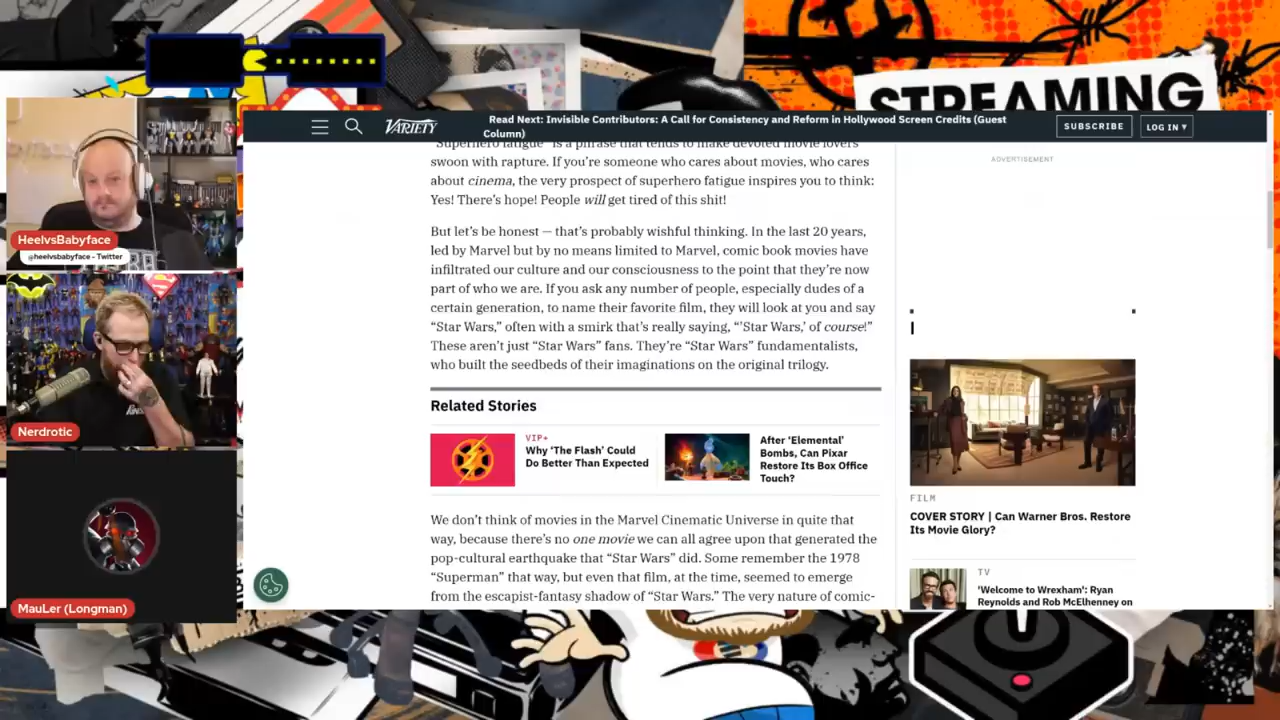 STREAMING
Read Next: Invisible Contributors: A Call for Consistency and Reform in Hollywood Screen Credits (Guest
Column)
VARIETY
SUBSCRIBE
LOG IN ▾
HeelvsBabyface
@heelvsbabyface - Twitter
Nerdrotic
MauLer (Longman)
"Superhero fatigue" is a phrase that tends to make devoted movie lovers
swoon with rapture. If you're someone who cares about movies, who cares
about cinema, the very prospect of superhero fatigue inspires you to think:
Yes! There's hope! People will get tired of this shit!
But let's be honest — that's probably wishful thinking. In the last 20 years,
led by Marvel but by no means limited to Marvel, comic book movies have
infiltrated our culture and our consciousness to the point that they're now
part of who we are. If you ask any number of people, especially dudes of a
certain generation, to name their favorite film, they will look at you and say
“Star Wars,” often with a smirk that's really saying, “‘Star Wars,’ of course!”
These aren't just “Star Wars” fans. They're “Star Wars” fundamentalists,
who built the seedbeds of their imaginations on the original trilogy.
Related Stories
VIP+
Why ‘The Flash’ Could
Do Better Than Expected
After ‘Elemental’
Bombs, Can Pixar
Restore Its Box Office
Touch?
We don't think of movies in the Marvel Cinematic Universe in quite that
way, because there's no one movie we can all agree upon that generated the
pop-cultural earthquake that “Star Wars” did. Some remember the 1978
“Superman” that way, but even that film, at the time, seemed to emerge
from the escapist-fantasy shadow of “Star Wars.” The very nature of comic-
ADVERTISEMENT
FILM
COVER STORY | Can Warner Bros. Restore
Its Movie Glory?
TV
'Welcome to Wrexham': Ryan
Reynolds and Rob McElhenney on